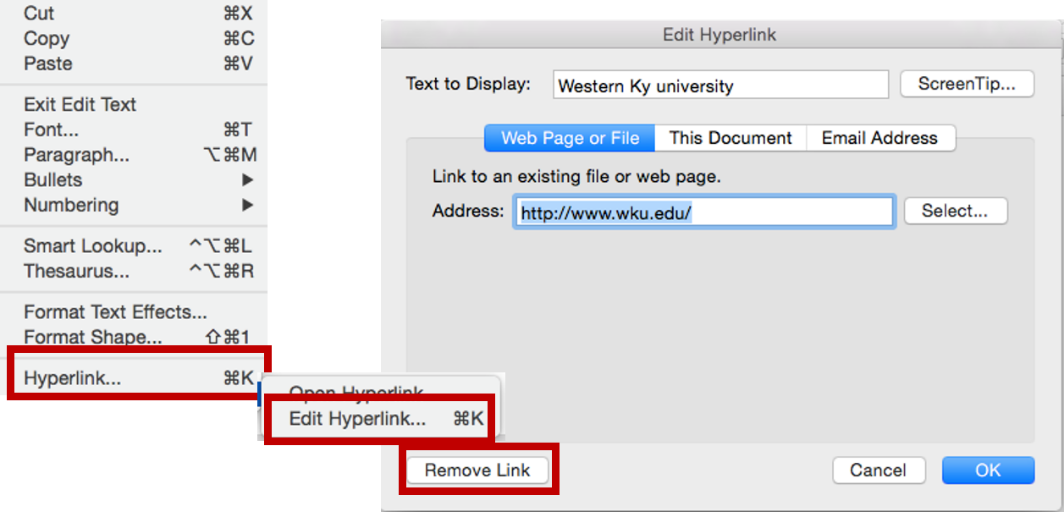 Cut ⌘X
Copy ⌘C
Paste ⌘V
Exit Edit Text
Font... ⌘T
Paragraph... ⌥⌘M
Bullets ▶
Numbering ▶
Smart Lookup... ^⌥⌘L
Thesaurus... ^⌥⌘R
Format Text Effects...
Format Shape... ⇧⌘1
Hyperlink... ⌘K
Open Hyperlink
Edit Hyperlink... ⌘K
Edit Hyperlink
Text to Display: Western Ky university ScreenTip...
Web Page or File This Document Email Address
Link to an existing file or web page.
Address: http://www.wku.edu/ Select...
Remove Link Cancel OK